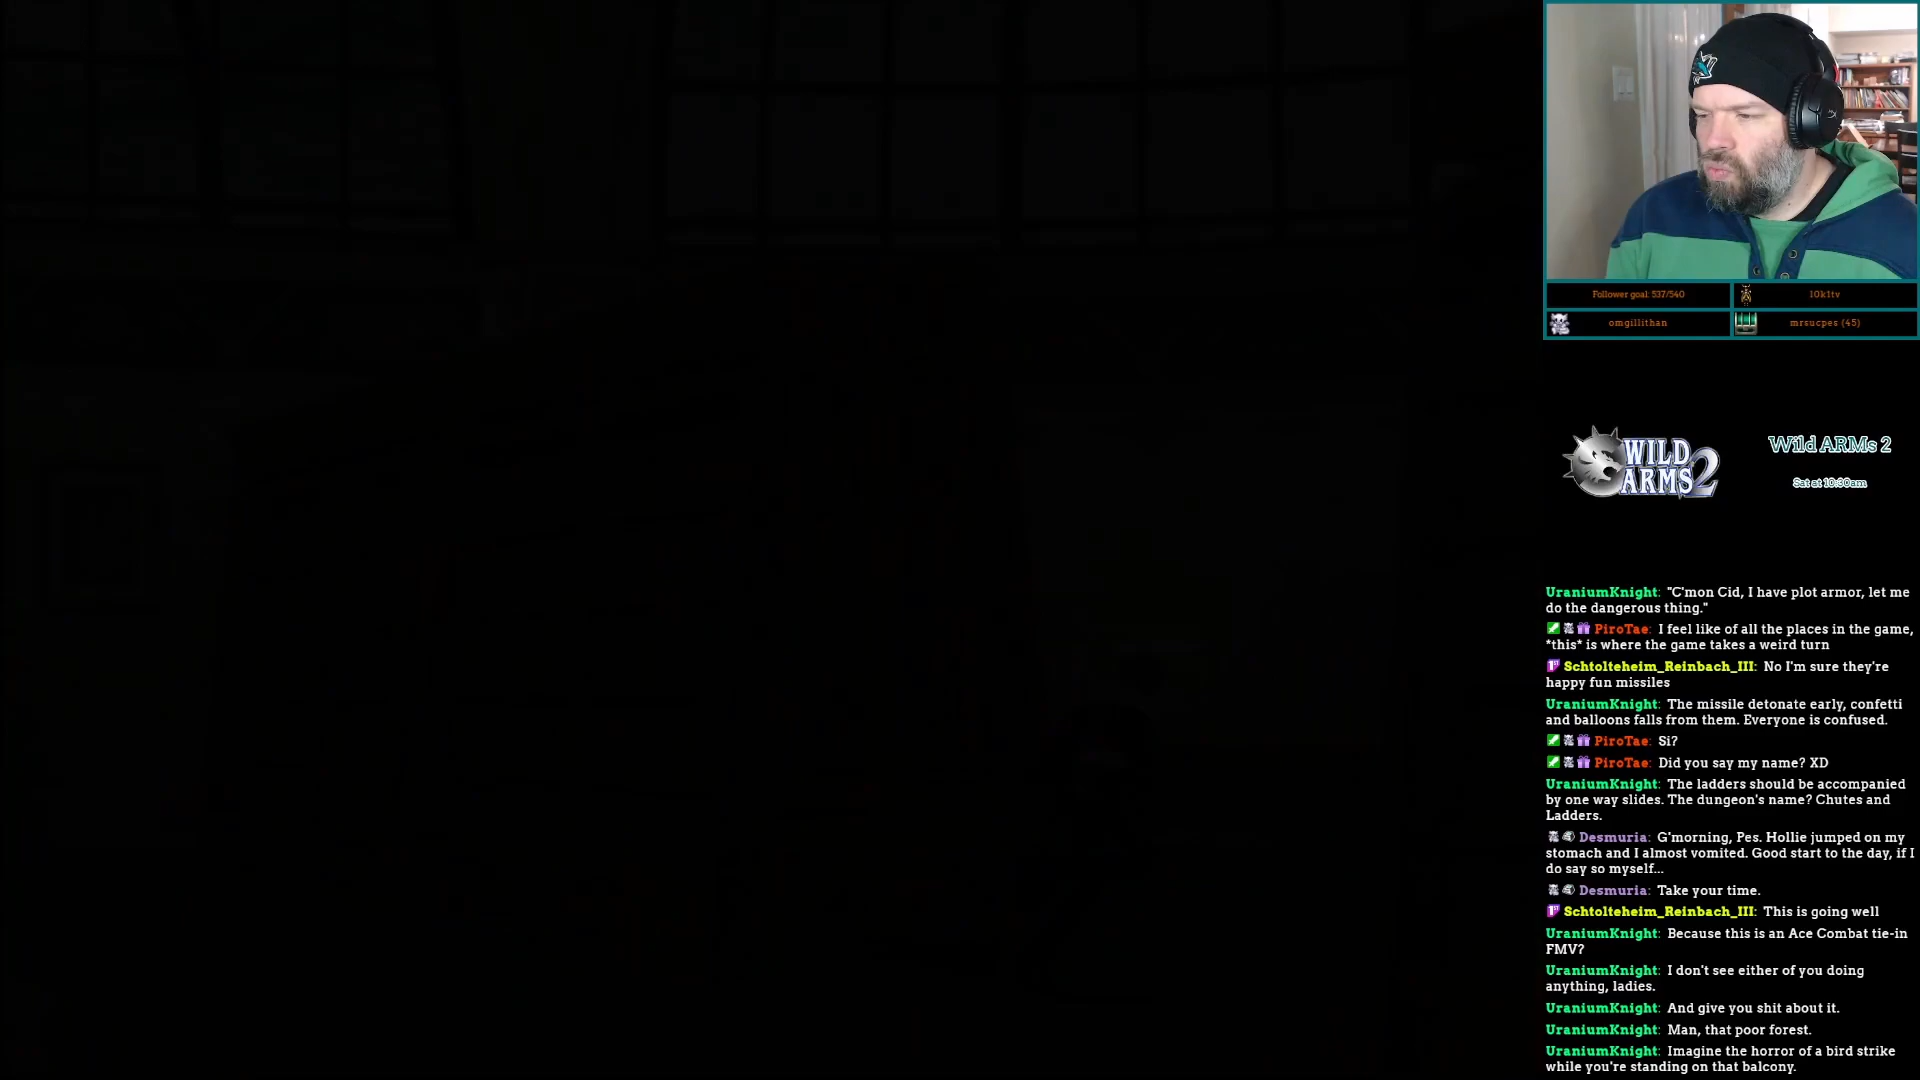 Follower goal: 537/540
10k1tv
omgillithan
mrsucpes (45)
WILD
ARMS 2
Wild ARMs 2
Sat at 10:30am
UraniumKnight: "C'mon Cid, I have plot armor, let me
do the dangerous thing."
PiroTae: I feel like of all the places in the game,
*this* is where the game takes a weird turn
Schtolteheim_Reinbach_III: No I'm sure they're
happy fun missiles
UraniumKnight: The missile detonate early, confetti
and balloons falls from them. Everyone is confused.
PiroTae: Si?
PiroTae: Did you say my name? XD
UraniumKnight: The ladders should be accompanied
by one way slides. The dungeon's name? Chutes and
Ladders.
Desmuria: G'morning, Pes. Hollie jumped on my
stomach and I almost vomited. Good start to the day, if I
do say so myself...
Desmuria: Take your time.
Schtolteheim_Reinbach_III: This is going well
UraniumKnight: Because this is an Ace Combat tie-in
FMV?
UraniumKnight: I don't see either of you doing
anything, ladies.
UraniumKnight: And give you shit about it.
UraniumKnight: Man, that poor forest.
UraniumKnight: Imagine the horror of a bird strike
while you're standing on that balcony.